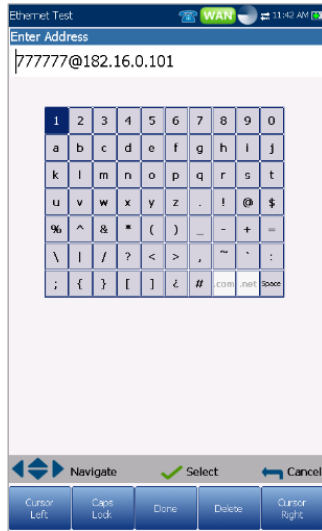 Ethernet Test WAN 11:42 AM
Enter Address
777777@182.16.0.101
1 2 3 4 5 6 7 8 9 0
a b c d e f g h i j
k l m n o p q r s t
u v w x y z . ! @ $
% ^ & * ( ) _ - + =
\ | / ? < > , ~ ` :
; { } [ ] ¿ # .com .net Space
Navigate Select Cancel
Cursor Left Caps Lock Done Delete Cursor Right